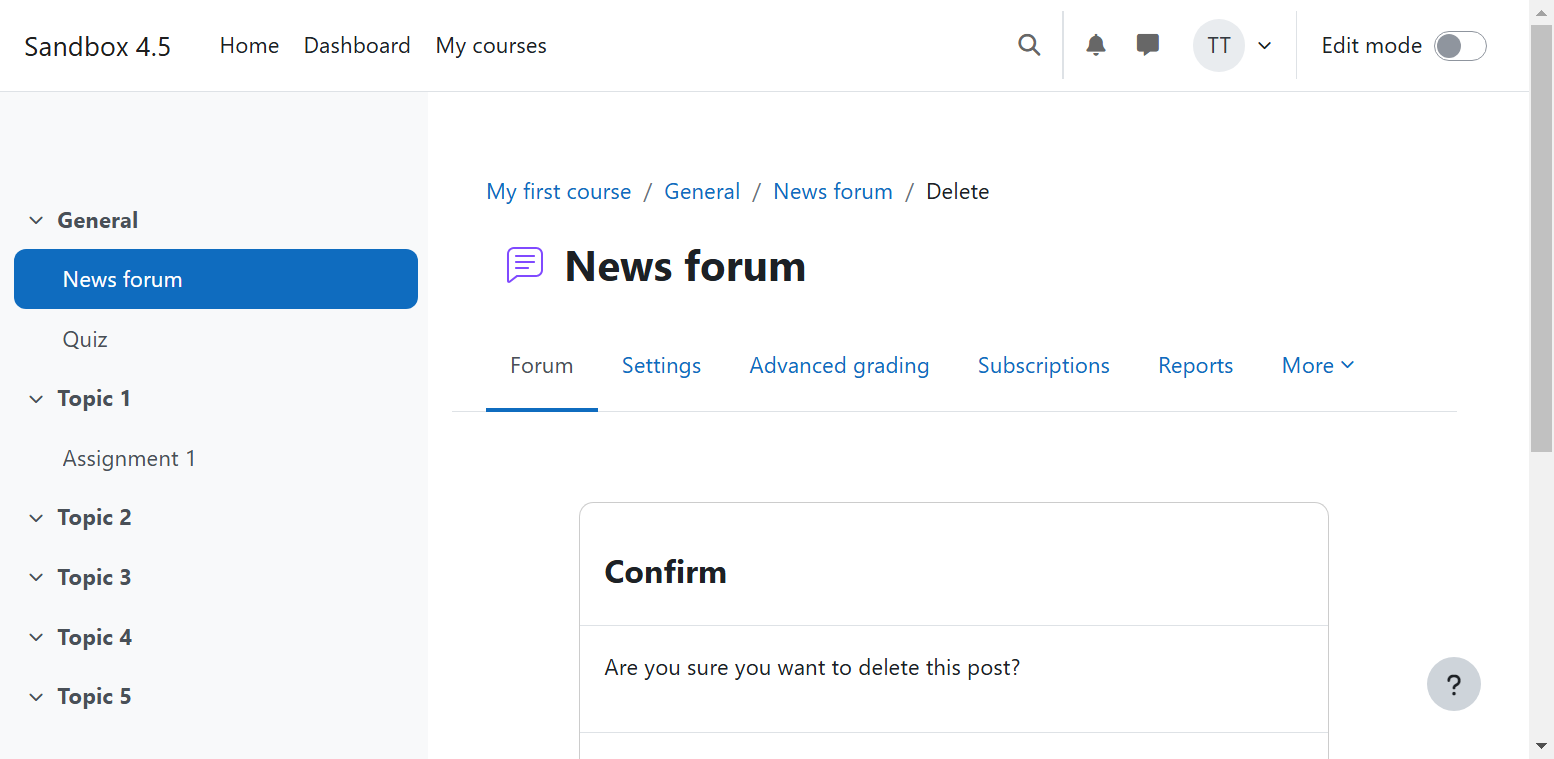 Sandbox 4.5 Home Dashboard My courses TT Edit mode
General
News forum
Quiz
Topic 1
Assignment 1
Topic 2
Topic 3
Topic 4
Topic 5
My first course / General / News forum / Delete
News forum
Forum Settings Advanced grading Subscriptions Reports More
Confirm
Are you sure you want to delete this post?
?